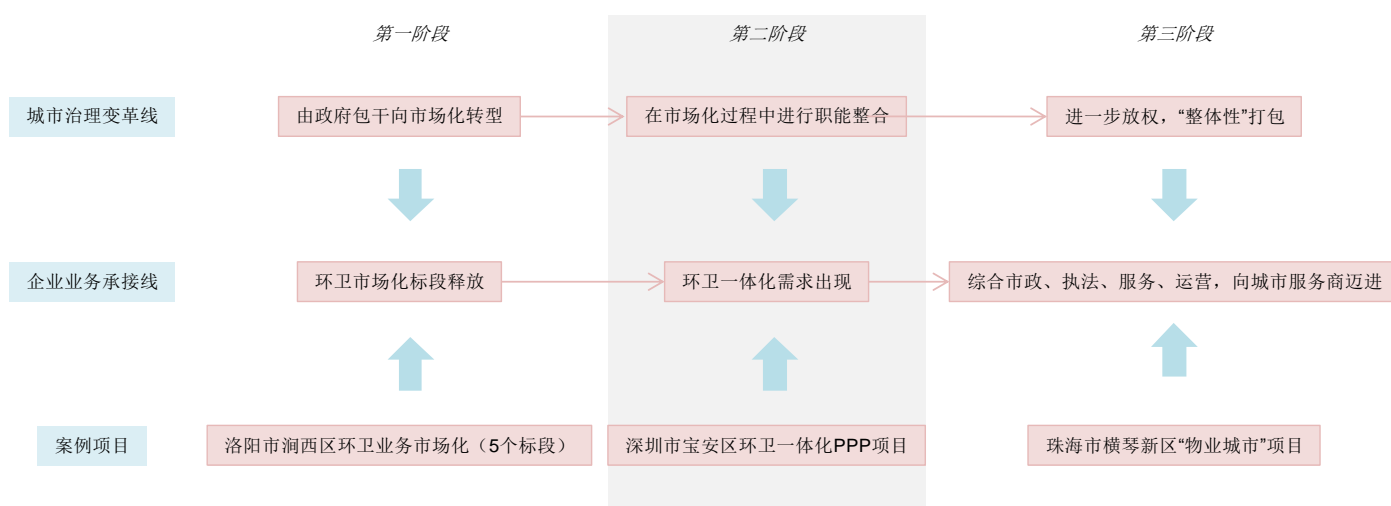 第一阶段
第二阶段
第三阶段
城市治理变革线
由政府包干向市场化转型
在市场化过程中进行职能整合
进一步放权，“整体性”打包
企业业务承接线
环卫市场化标段释放
环卫一体化需求出现
综合市政、执法、服务、运营，向城市服务商迈进
案例项目
洛阳市涧西区环卫业务市场化（5个标段）
深圳市宝安区环卫一体化PPP项目
珠海市横琴新区“物业城市”项目